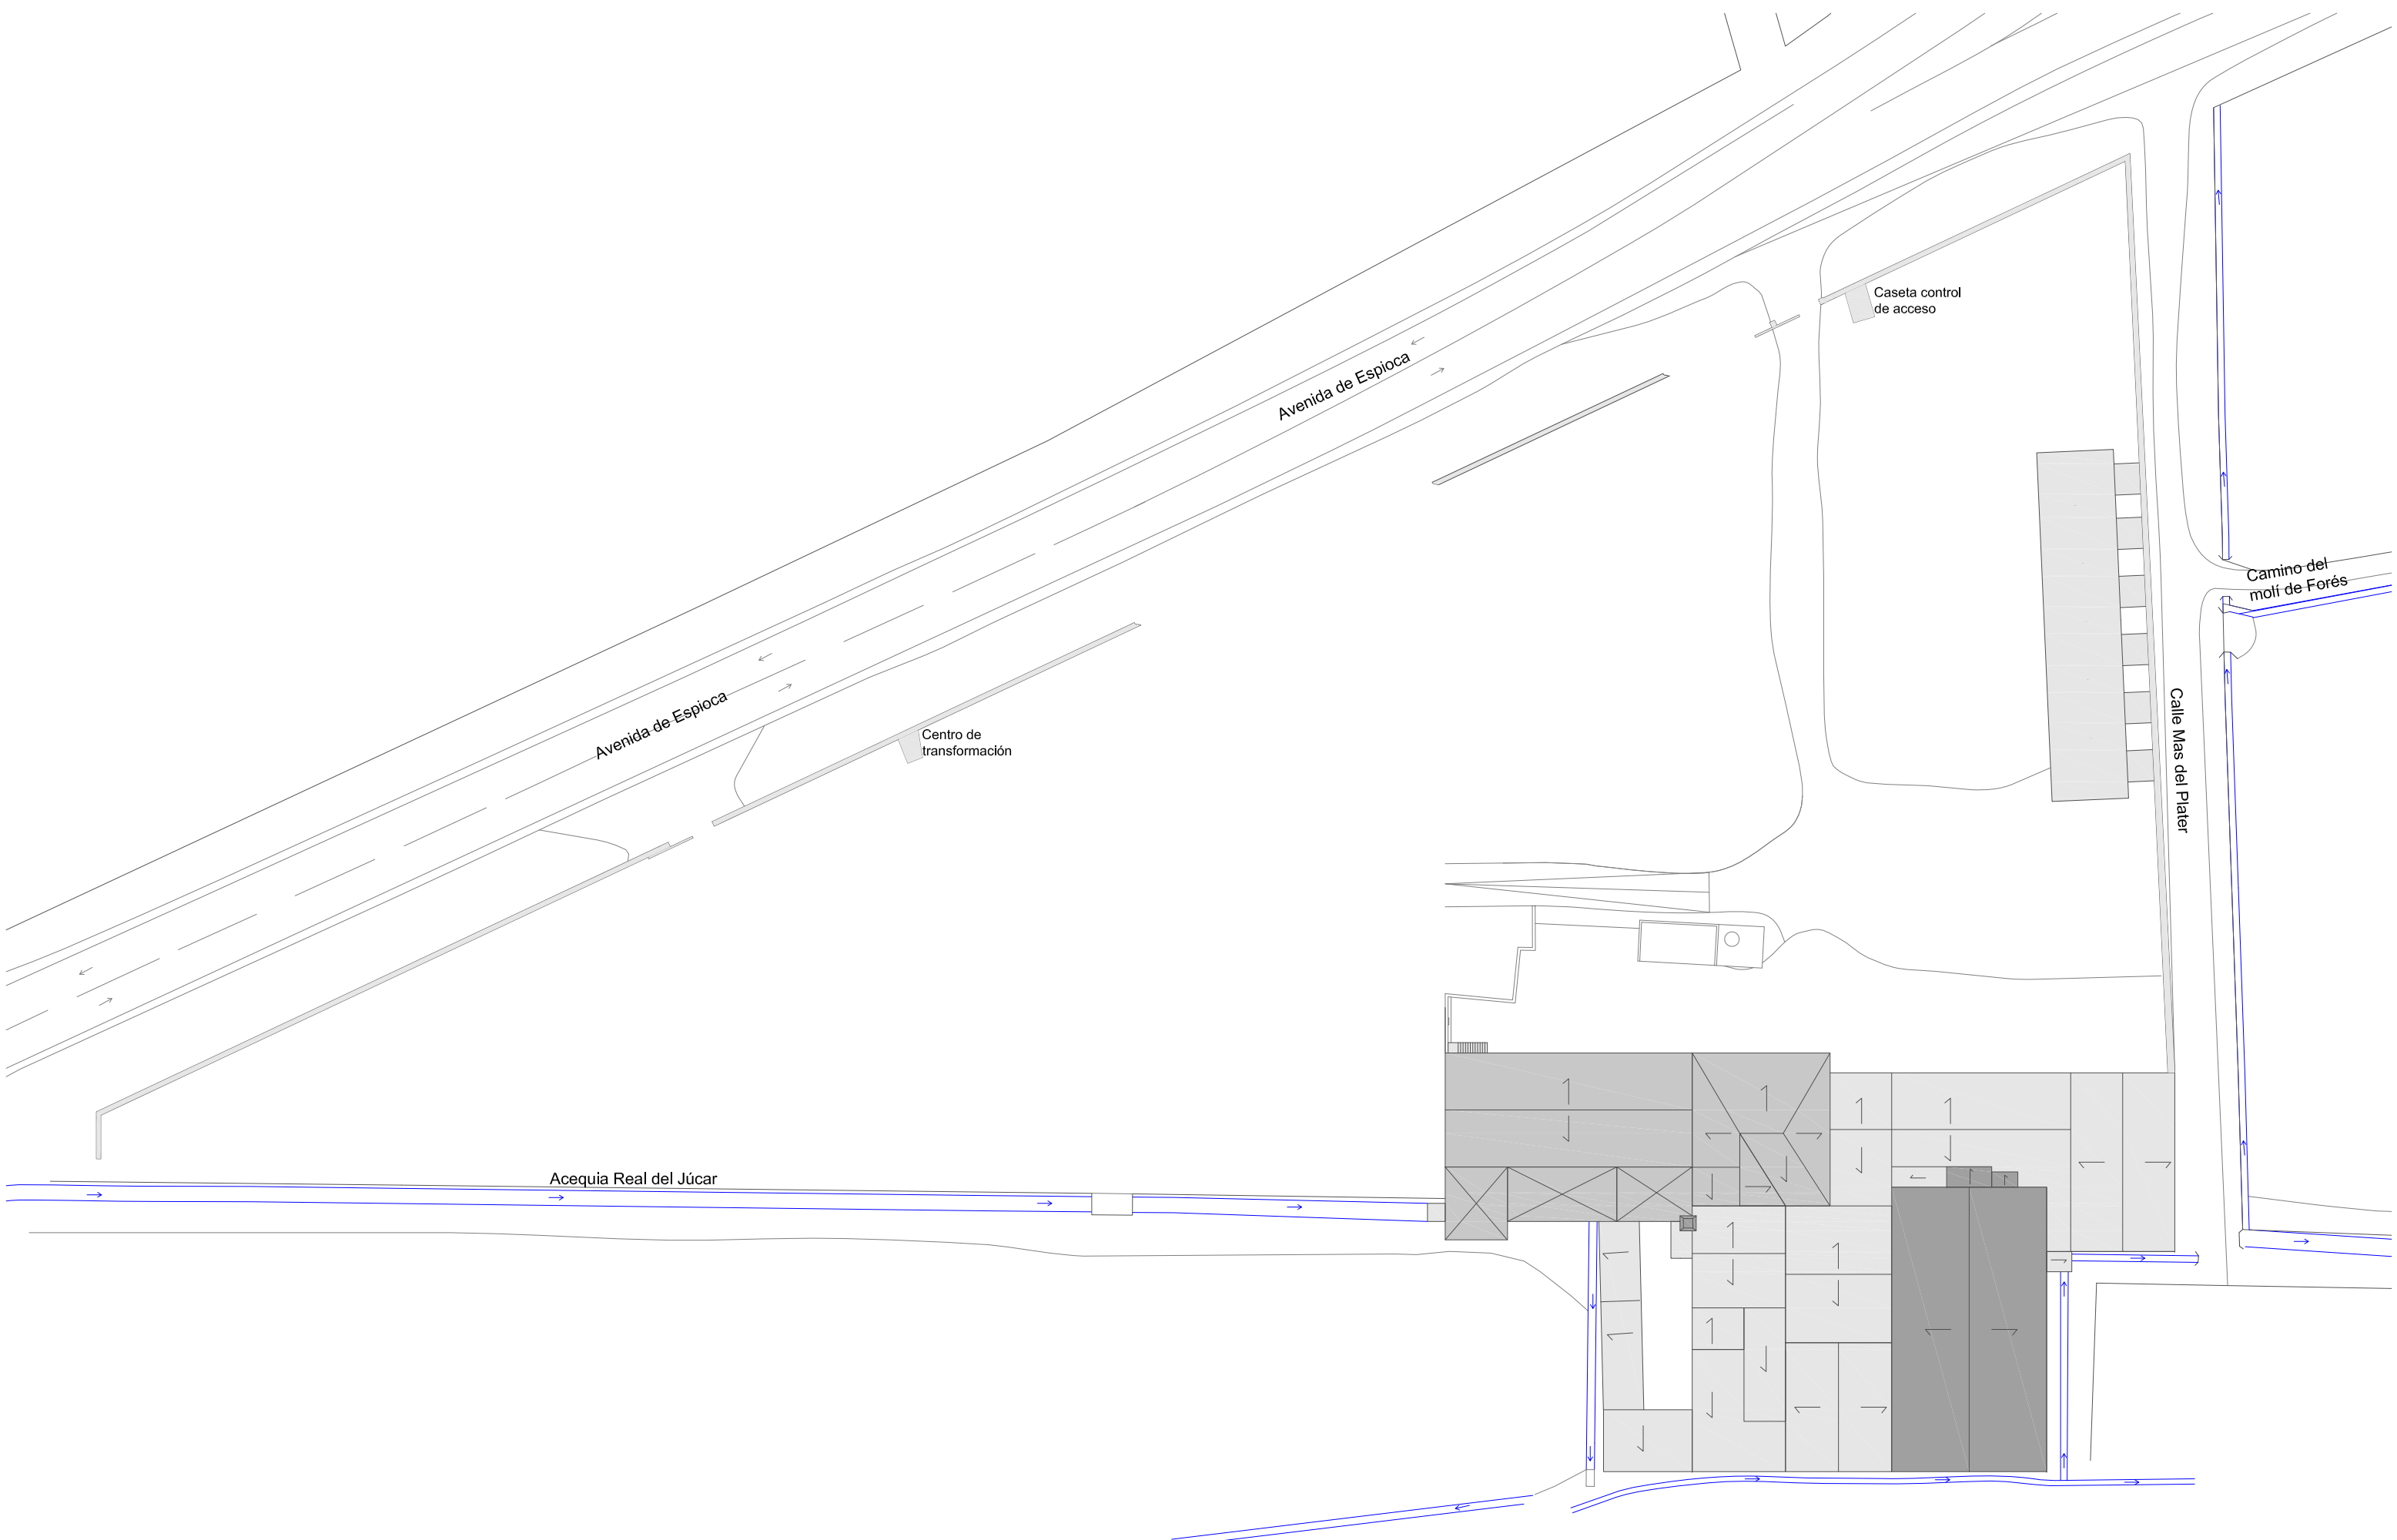 Caseta control
de acceso
Avenida de Espioca
Camino del
molí de Forés
Avenida de Espioca
Centro de
transformación
Calle Mas del Plater
Acequia Real del Júcar